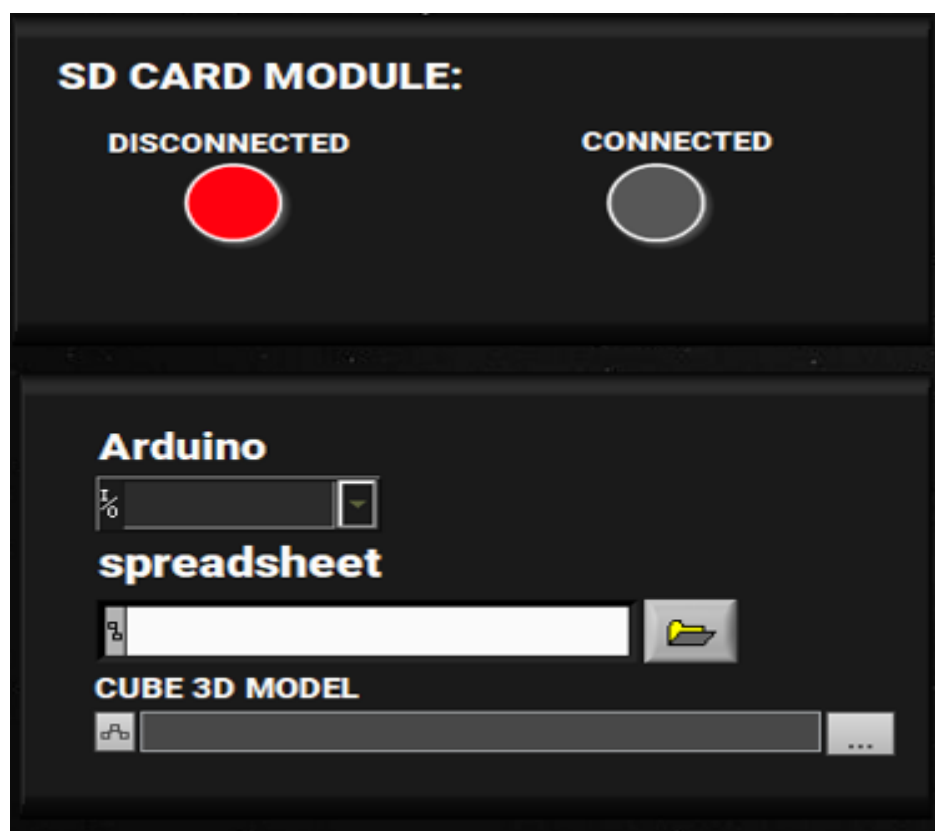 SD CARD MODULE:
DISCONNECTED CONNECTED
Arduino
I/O
spreadsheet
CUBE 3D MODEL
...